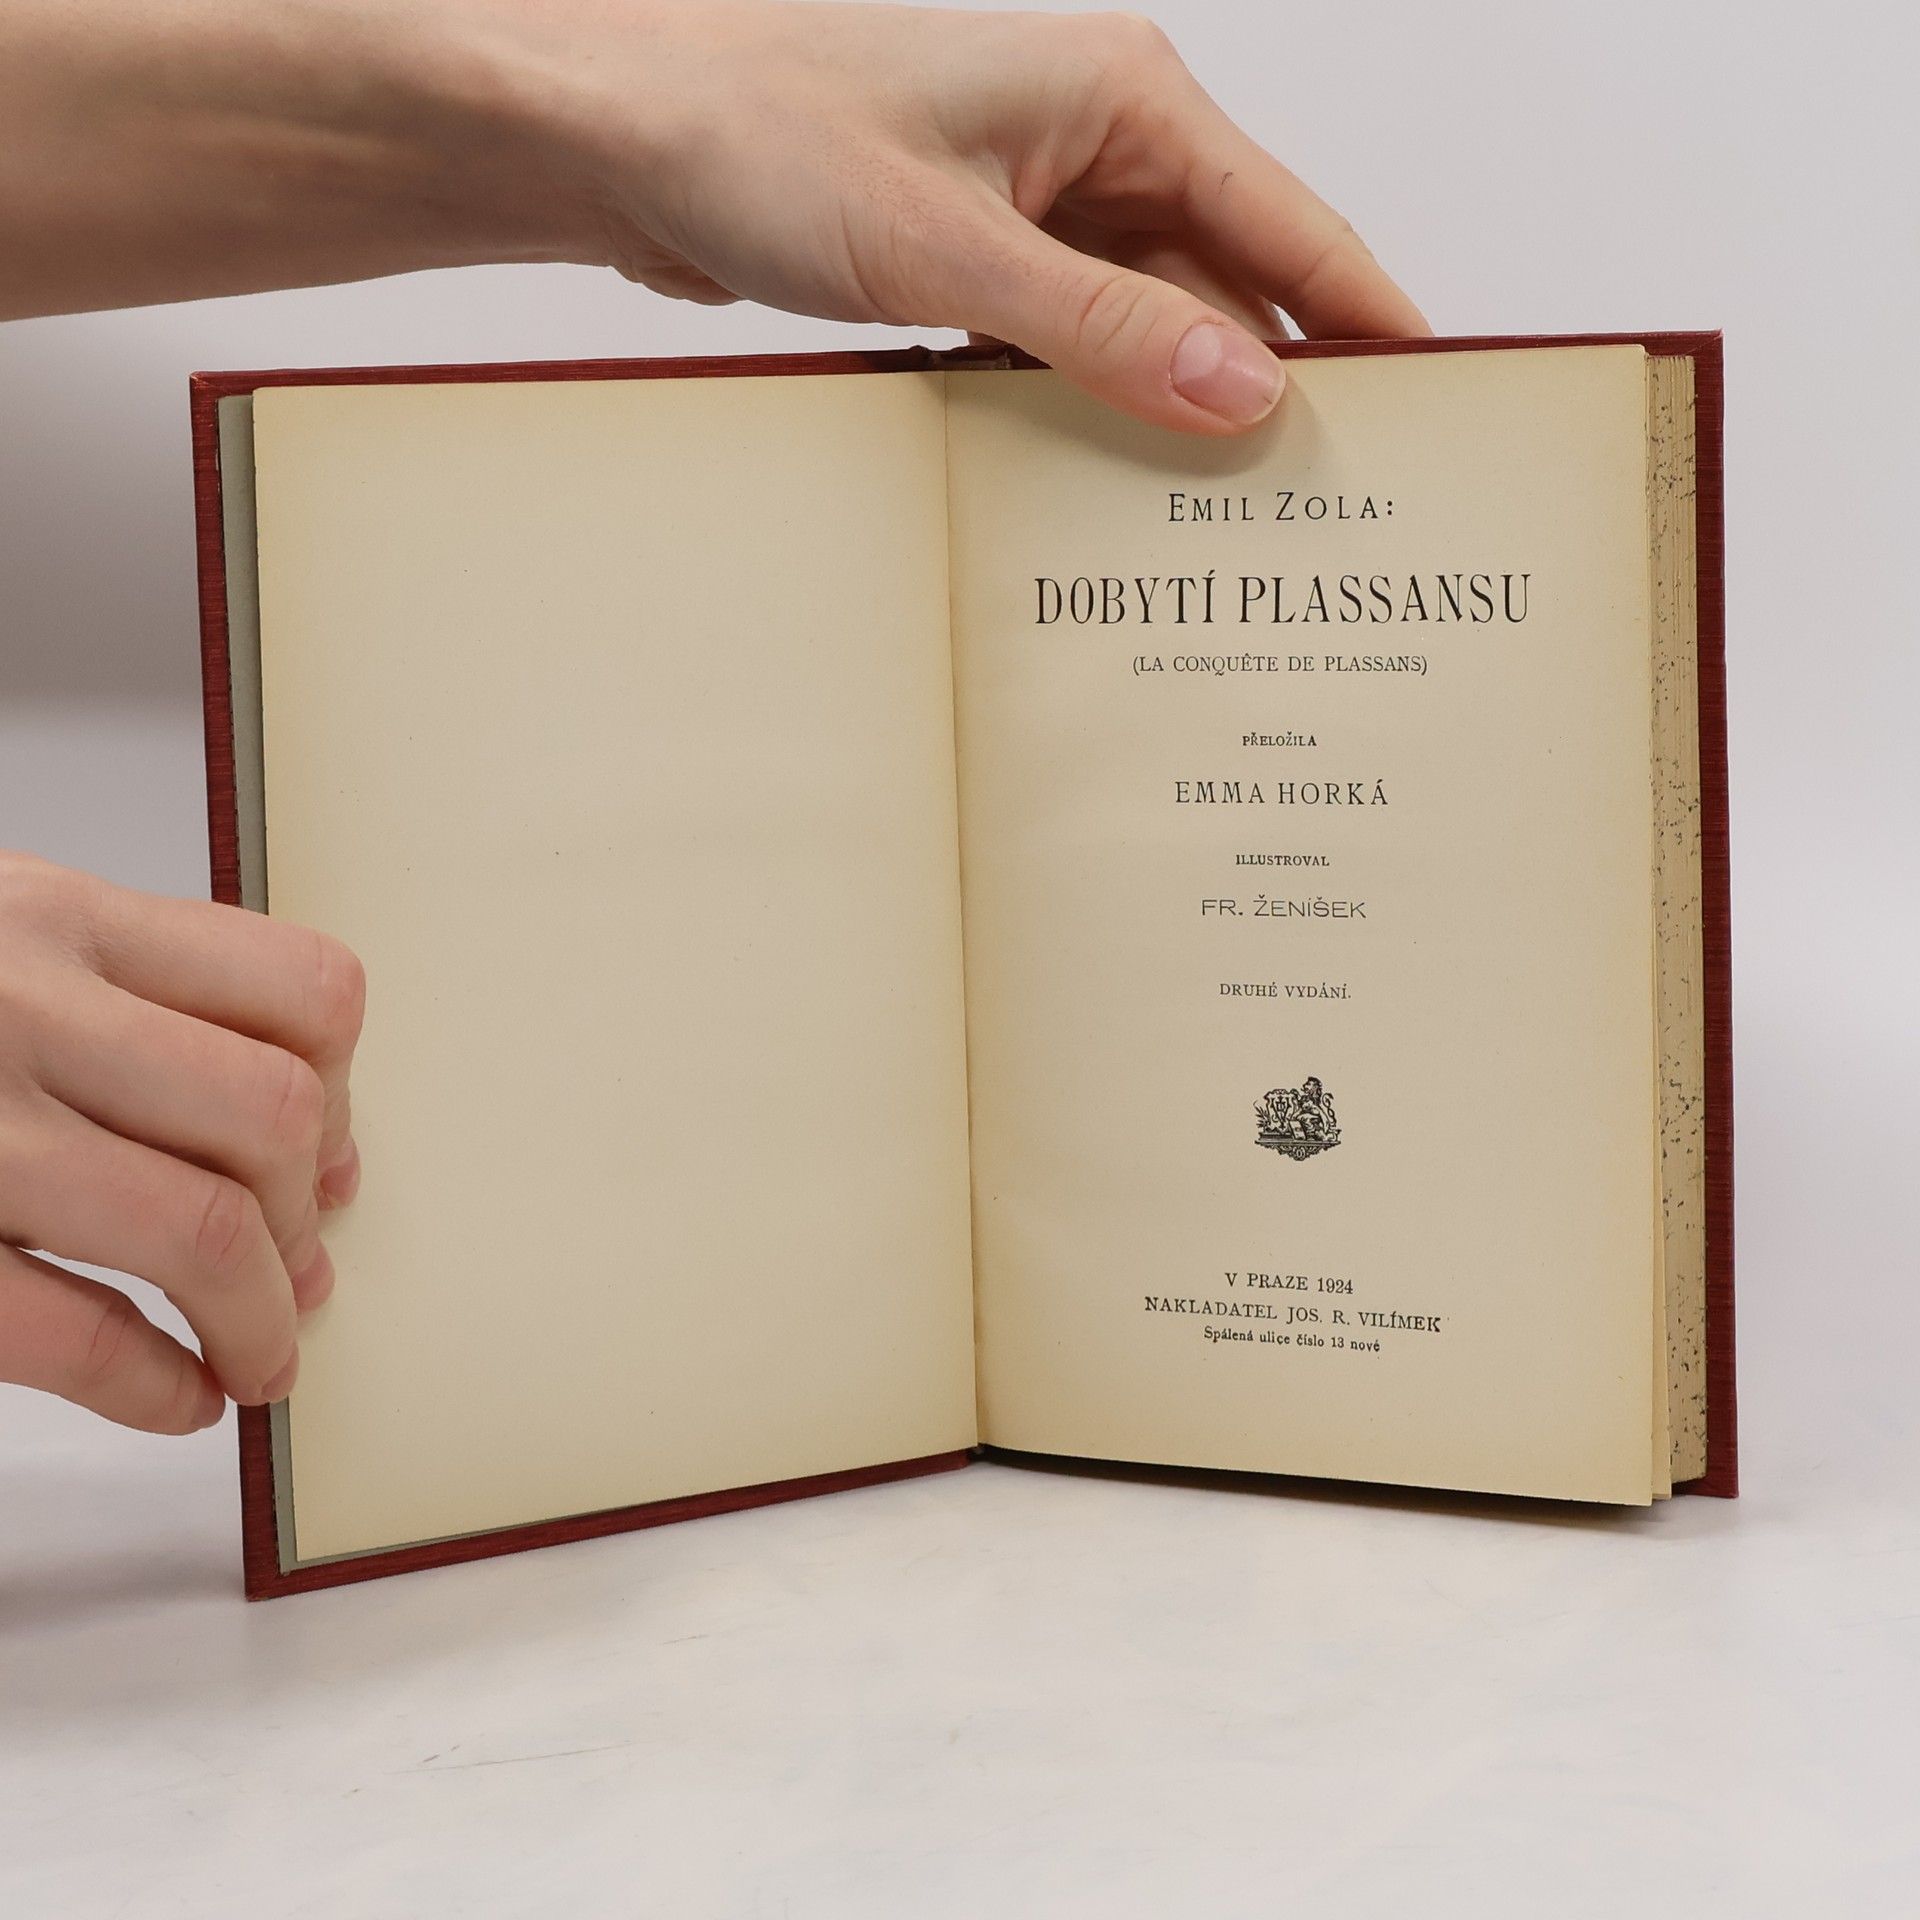 EMIL ZOLA:
DOBYTÍ PLASSANSU
(LA CONQUÊTE DE PLASSANS)
PŘELOŽILA
EMMA HORKÁ
ILLUSTROVAL
FR. ŽENÍŠEK
DRUHÉ VYDÁNÍ.
V PRAZE 1924
NAKLADATEL JOS. R. VILÍMEK
Spálená ulice číslo 13 nové